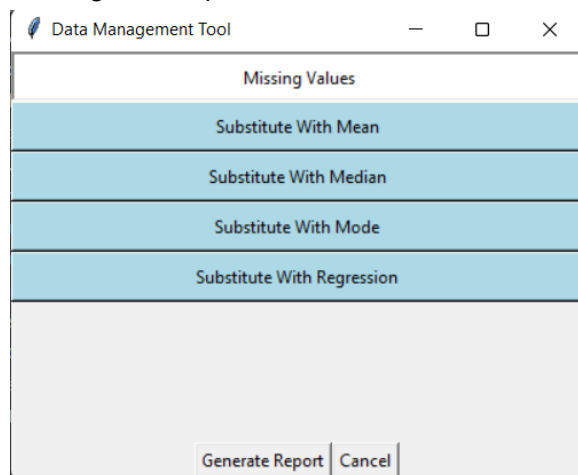 Data Management Tool
Missing Values
Substitute With Mean
Substitute With Median
Substitute With Mode
Substitute With Regression
Generate Report Cancel